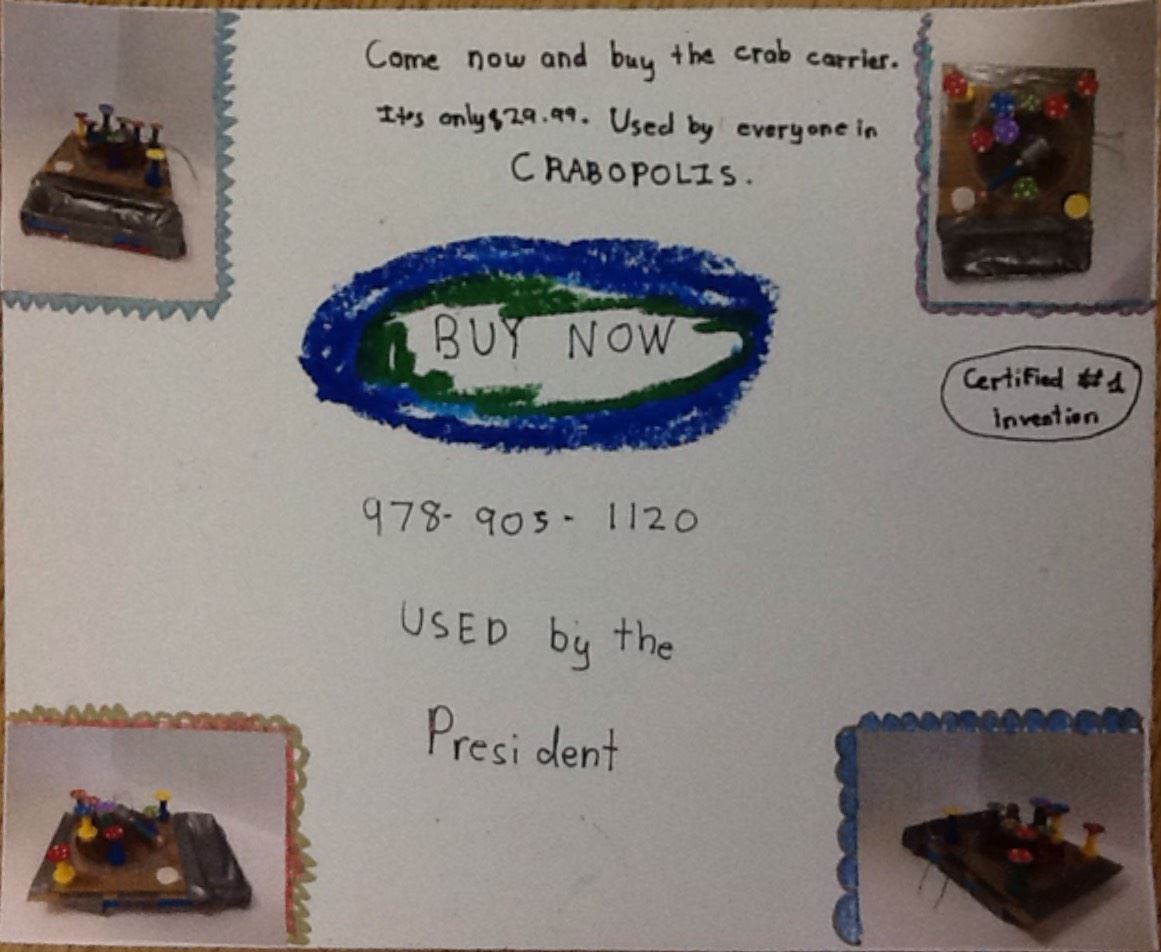 Come now and buy the crab carrier.
It's only $29.99. Used by everyone in
CRABOPOLIS.
BUY NOW
Certified #1
invention
978-905-1120
USED by the
President